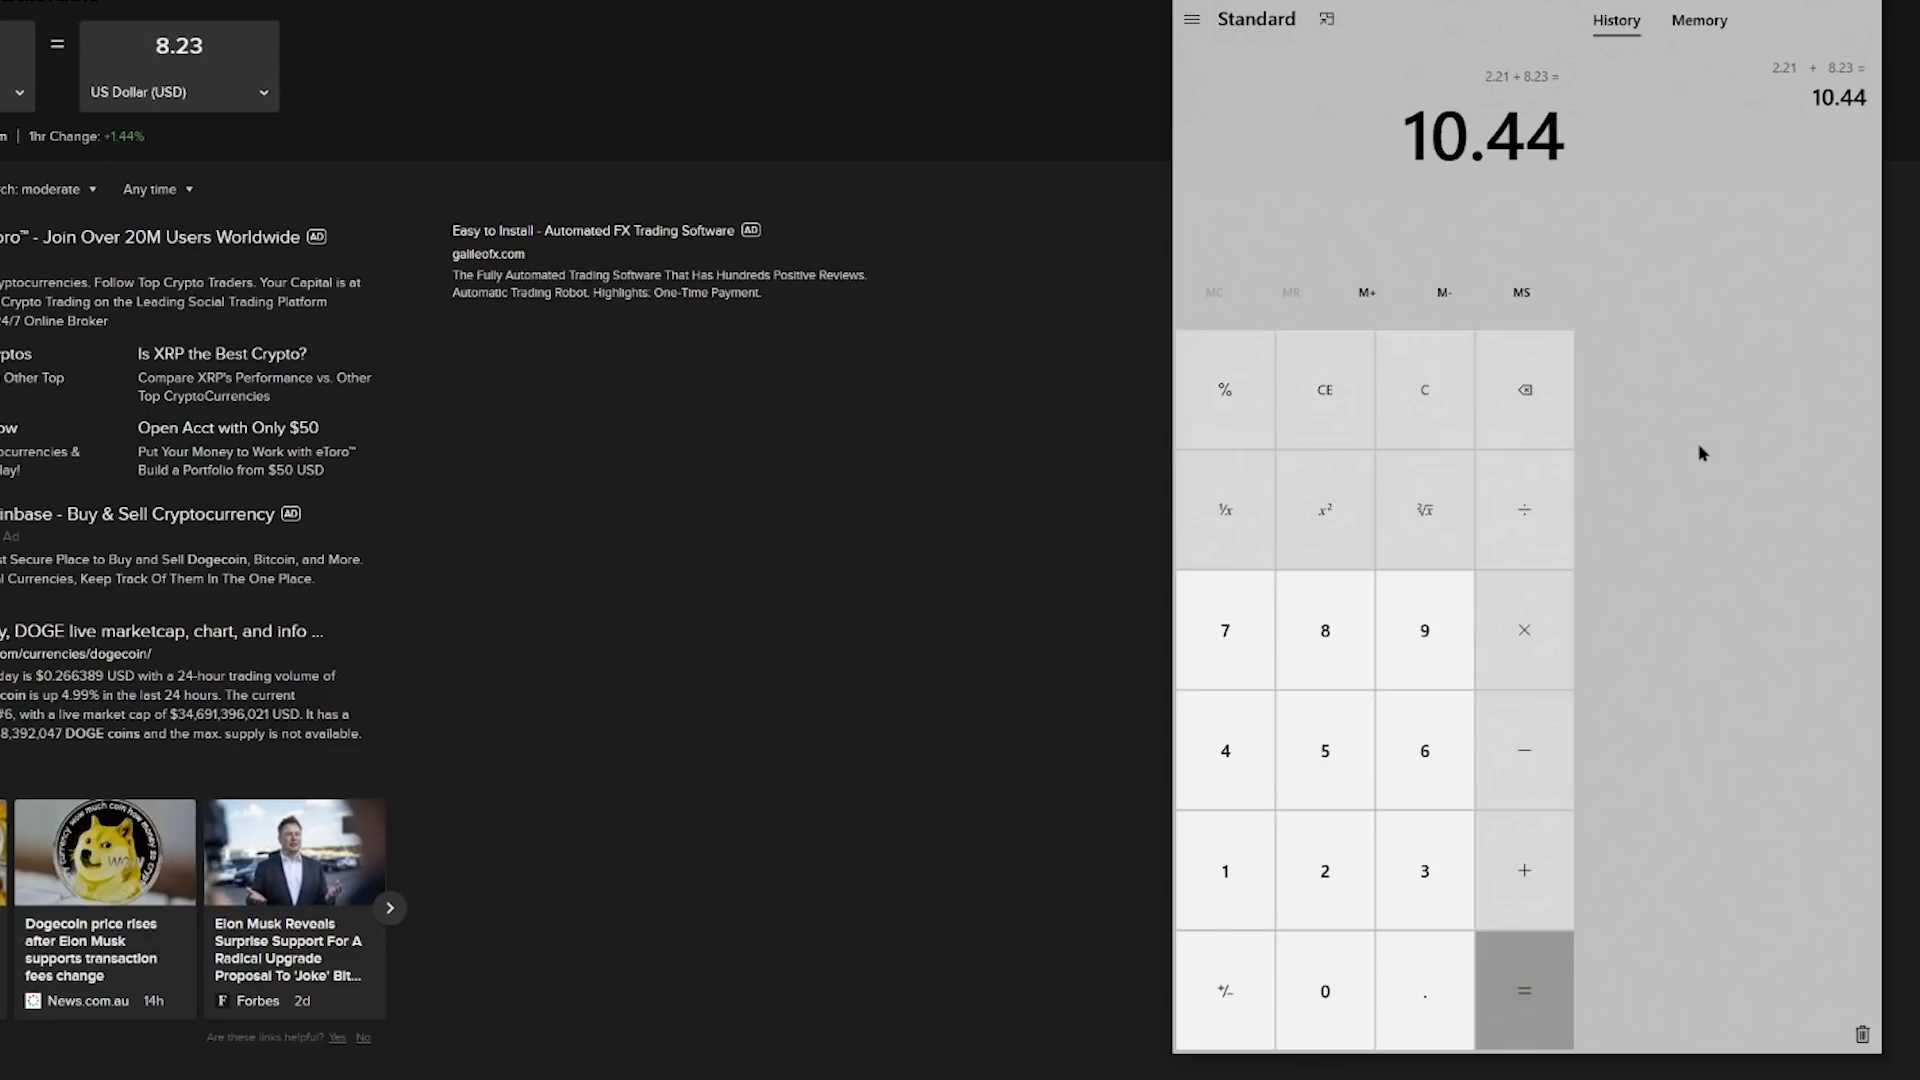 =
8.23
US Dollar (USD)
1hr Change: +1.44%
moderate
Any time
- Join Over 20M Users Worldwide AD
Follow Top Crypto Traders. Your Capital is at
Crypto Trading on the Leading Social Trading Platform
24/7 Online Broker
Other Top
Is XRP the Best Crypto?
Compare XRP's Performance vs. Other
Top CryptoCurrencies
Open Acct with Only $50
Put Your Money to Work with eToro™
Build a Portfolio from $50 USD
- Buy & Sell Cryptocurrency AD
Ad
Secure Place to Buy and Sell Dogecoin, Bitcoin, and More.
Currencies, Keep Track Of Them In The One Place.
DOGE live marketcap, chart, and info ...
om/currencies/dogecoin/
day is $0.266389 USD with a 24-hour trading volume of
coin is up 4.99% in the last 24 hours. The current
#6, with a live market cap of $34,691,396,021 USD. It has a
8,392,047 DOGE coins and the max. supply is not available.
Easy to Install - Automated FX Trading Software AD
galileofx.com
The Fully Automated Trading Software That Has Hundreds Positive Reviews.
Automatic Trading Robot. Highlights: One-Time Payment.
much coin how money so
currency wow
wow
Dogecoin price rises
after Elon Musk
supports transaction
fees change
News.com.au 14h
Elon Musk Reveals
Surprise Support For A
Radical Upgrade
Proposal To 'Joke' Bit...
F Forbes 2d
Are these links helpful? Yes No
Standard
History Memory
2.21 + 8.23 =
10.44
2.21 + 8.23 =
10.44
MC MR M+ M- MS
% CE C
¹/x x² ²√x ÷
7 8 9 ×
4 5 6 −
1 2 3 +
+/− 0 . =